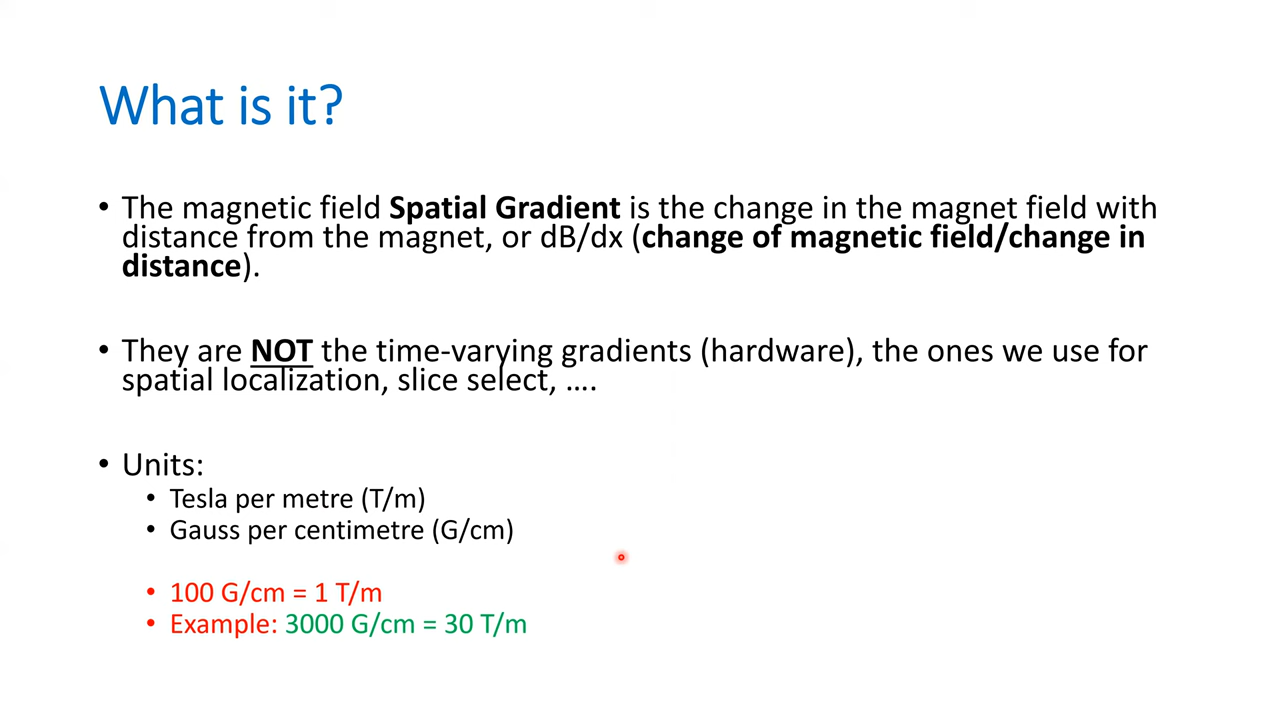 What is it?
• The magnetic field Spatial Gradient is the change in the magnet field with
distance from the magnet, or dB/dx (change of magnetic field/change in
distance).
• They are NOT the time-varying gradients (hardware), the ones we use for
spatial localization, slice select, ….
• Units:
• Tesla per metre (T/m)
• Gauss per centimetre (G/cm)
• 100 G/cm = 1 T/m
• Example: 3000 G/cm = 30 T/m